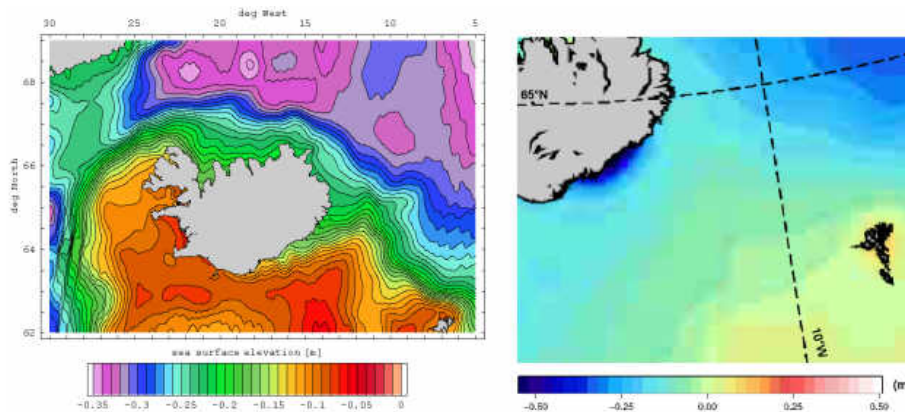 deg West
30 25 20 15 10 5
68
66
64
62
deg North
sea surface elevation [m]
-0.35 -0.3 -0.25 -0.2 -0.15 -0.1 -0.05 0
65°N
10°W
-0.50 -0.25 0.00 0.25 0.50 (m